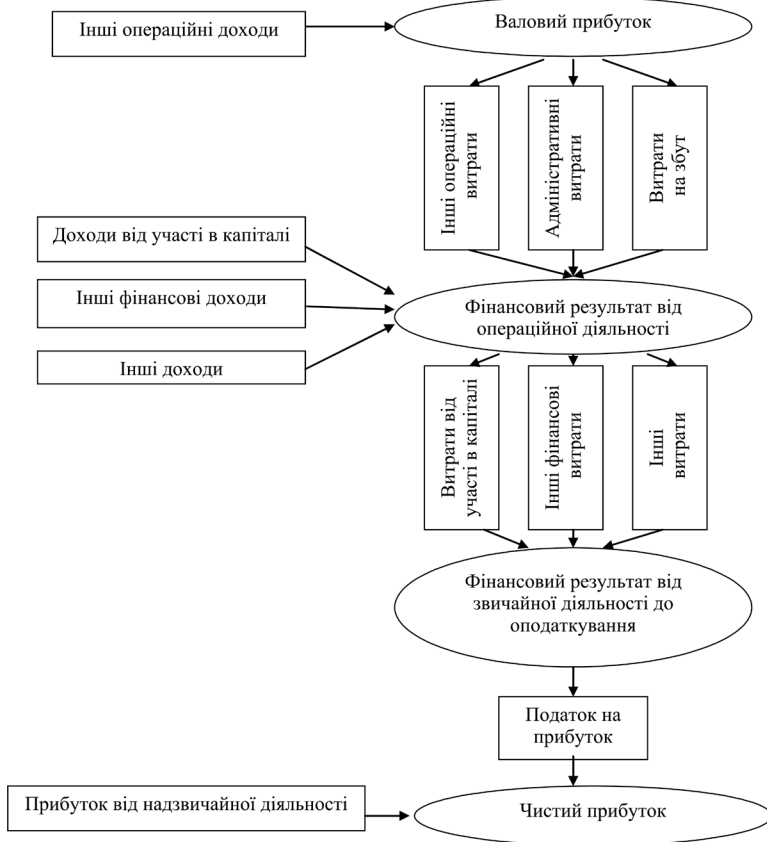 Інші операційні доходи
Валовий прибуток
Інші операційні
витрати
Адміністративні
витрати
Витрати
на збут
Доходи від участі в капіталі
Інші фінансові доходи
Інші доходи
Фінансовий результат від
операційної діяльності
Витрати від
участі в капіталі
Інші фінансові
витрати
Інші
витрати
Фінансовий результат від
звичайної діяльності до
оподаткування
Податок на
прибуток
Прибуток від надзвичайної діяльності
Чистий прибуток